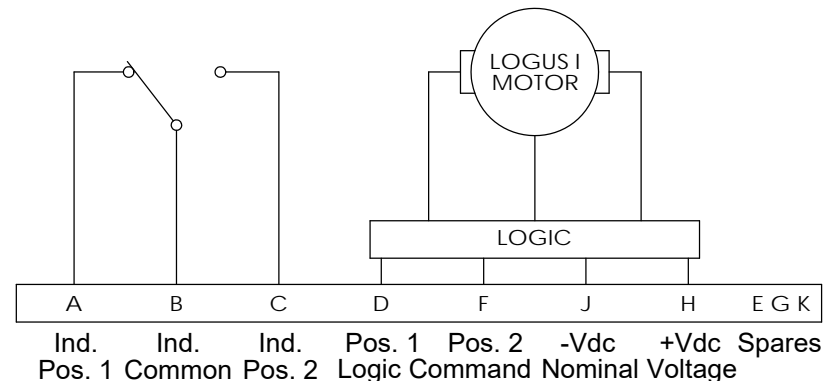 LOGUS I
MOTOR
LOGIC
A B C D F J H E G K
Ind. Ind. Ind. Pos. 1 Pos. 2 -Vdc +Vdc Spares
Pos. 1 Common Pos. 2 Logic Command Nominal Voltage